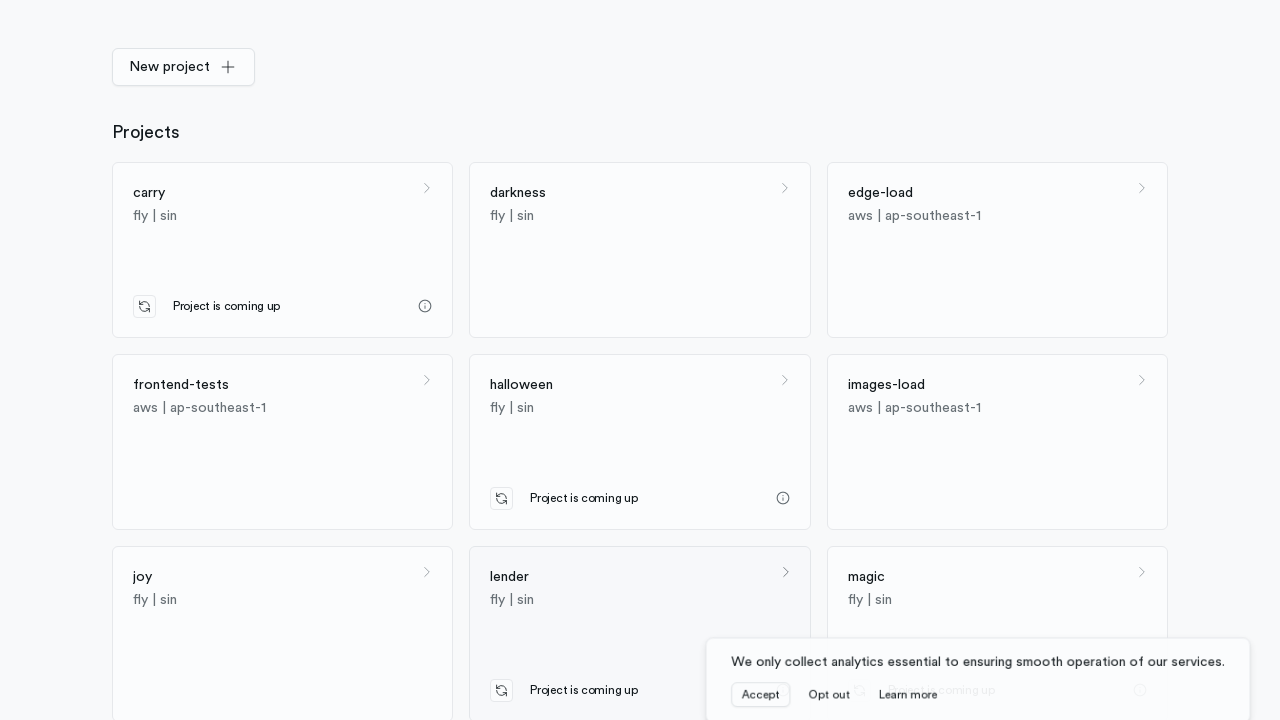 New project
Projects
carry
fly | sin
Project is coming up
darkness
fly | sin
edge-load
aws | ap-southeast-1
frontend-tests
aws | ap-southeast-1
halloween
fly | sin
Project is coming up
images-load
aws | ap-southeast-1
joy
fly | sin
lender
fly | sin
Project is coming up
magic
fly | sin
Project is coming up
We only collect analytics essential to ensuring smooth operation of our services.
Accept
Opt out
Learn more